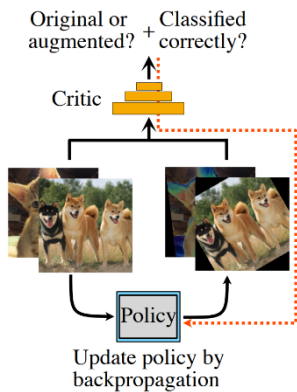 Original or + Classified
augmented? correctly?
Critic
Policy
Update policy by
backpropagation